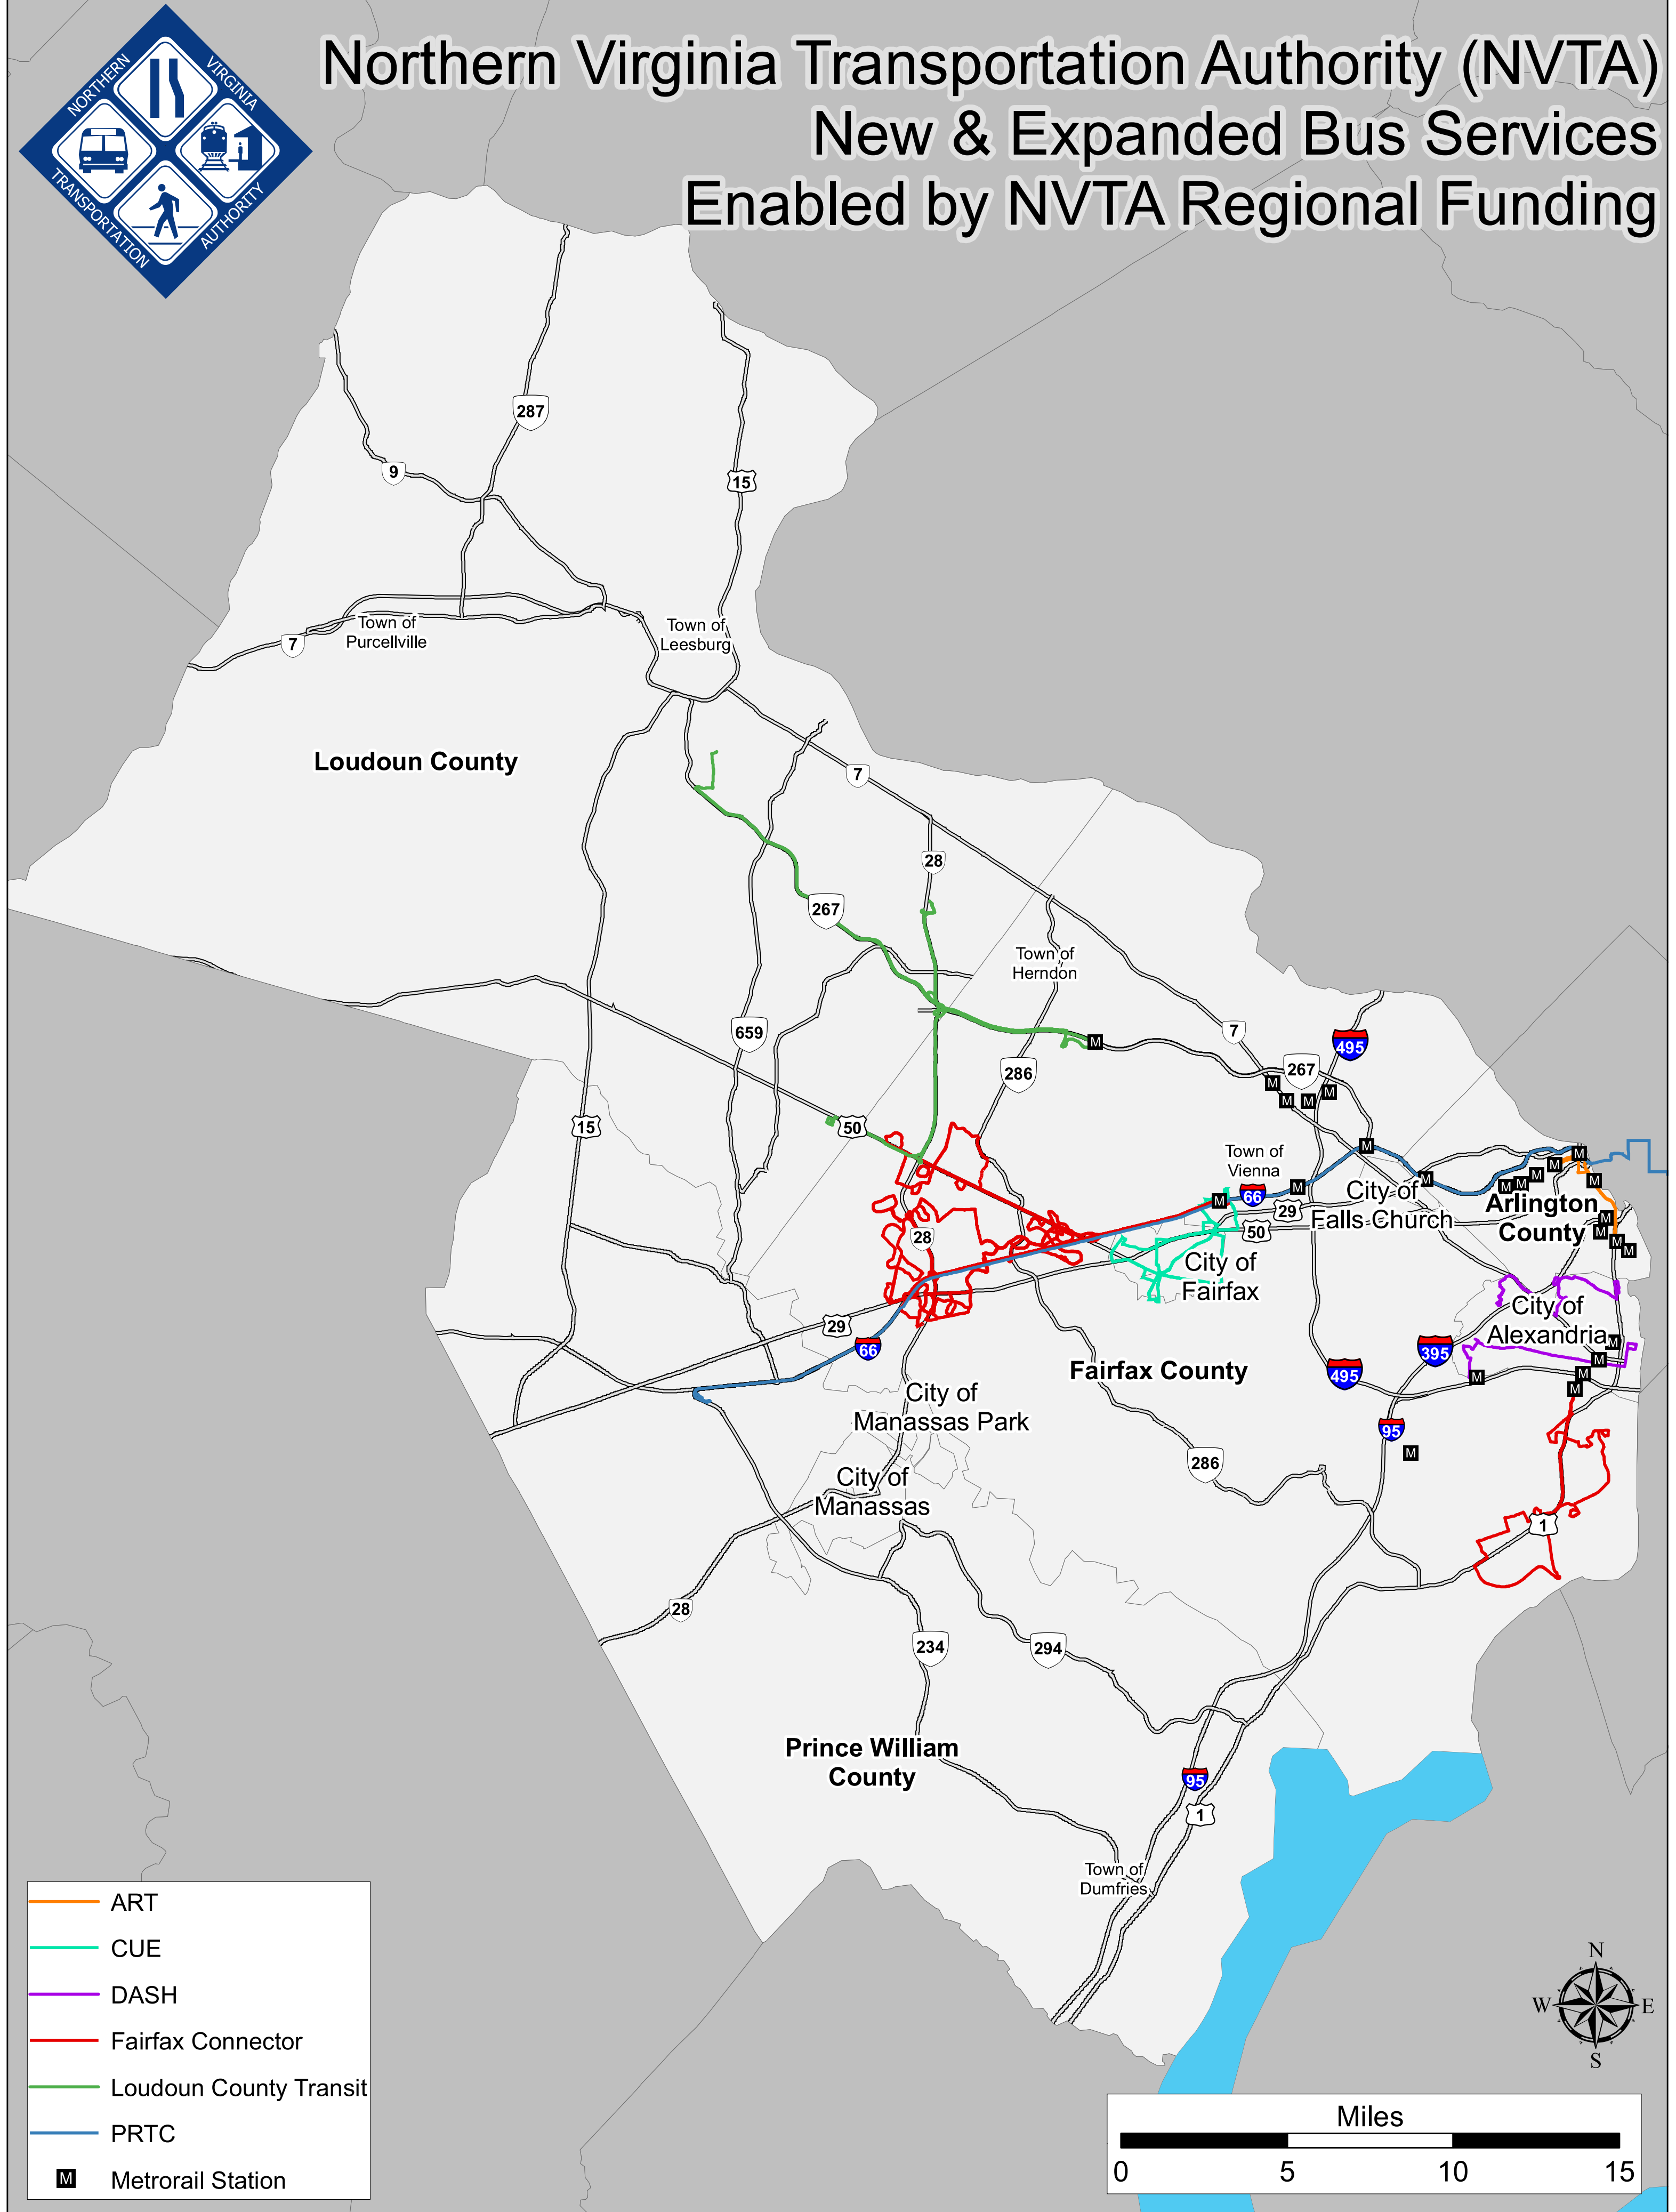 NORTHERN
VIRGINIA
TRANSPORTATION
AUTHORITY
Northern Virginia Transportation Authority (NVTA)
New & Expanded Bus Services
Enabled by NVTA Regional Funding
287
9
15
Town of
Purcellville
Town of
Leesburg
7
Loudoun County
7
28
267
Town of
Herndon
659
7
495
286
267
M
M
M
M
M
15
50
M
Town of
Vienna
M
M
M
M
M
M
M
M
M
66
29
City of
Falls Church
Arlington
County
28
50
M
M
M
M
City of
Fairfax
City of
Alexandria
29
66
M
M
395
495
Fairfax County
M
M
M
City of
Manassas Park
95
M
286
City of
Manassas
1
28
234
294
Prince William
County
95
1
Town of
Dumfries
ART
CUE
DASH
Fairfax Connector
Loudoun County Transit
PRTC
M Metrorail Station
N
W E
S
Miles
0 5 10 15